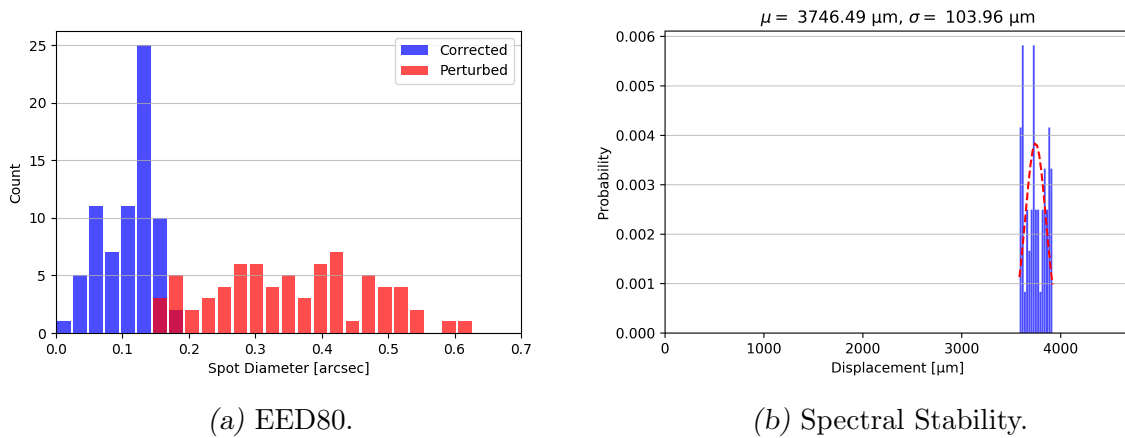 25
20
15
10
5
0
Count
Corrected
Perturbed
0.0 0.1 0.2 0.3 0.4 0.5 0.6 0.7
Spot Diameter [arcsec]
(a) EED80.
μ = 3746.49 µm, σ = 103.96 µm
0.006
0.005
0.004
0.003
0.002
0.001
0.000
Probability
0 1000 2000 3000 4000
Displacement [µm]
(b) Spectral Stability.